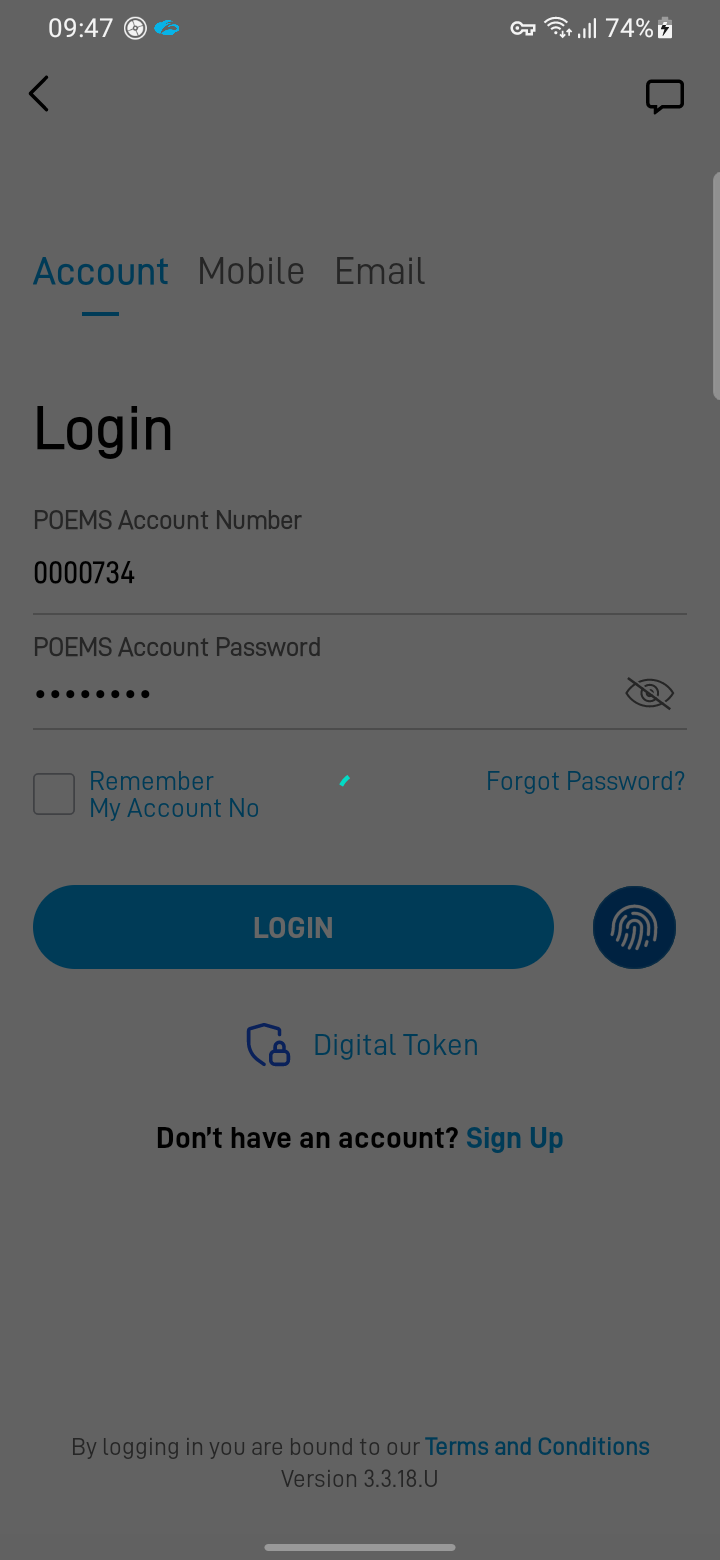 09:47
74%
Account Mobile Email
Login
POEMS Account Number
0000734
POEMS Account Password
••••••••
Remember
My Account No
Forgot Password?
LOGIN
Digital Token
Don't have an account? Sign Up
By logging in you are bound to our Terms and Conditions
Version 3.3.18.U